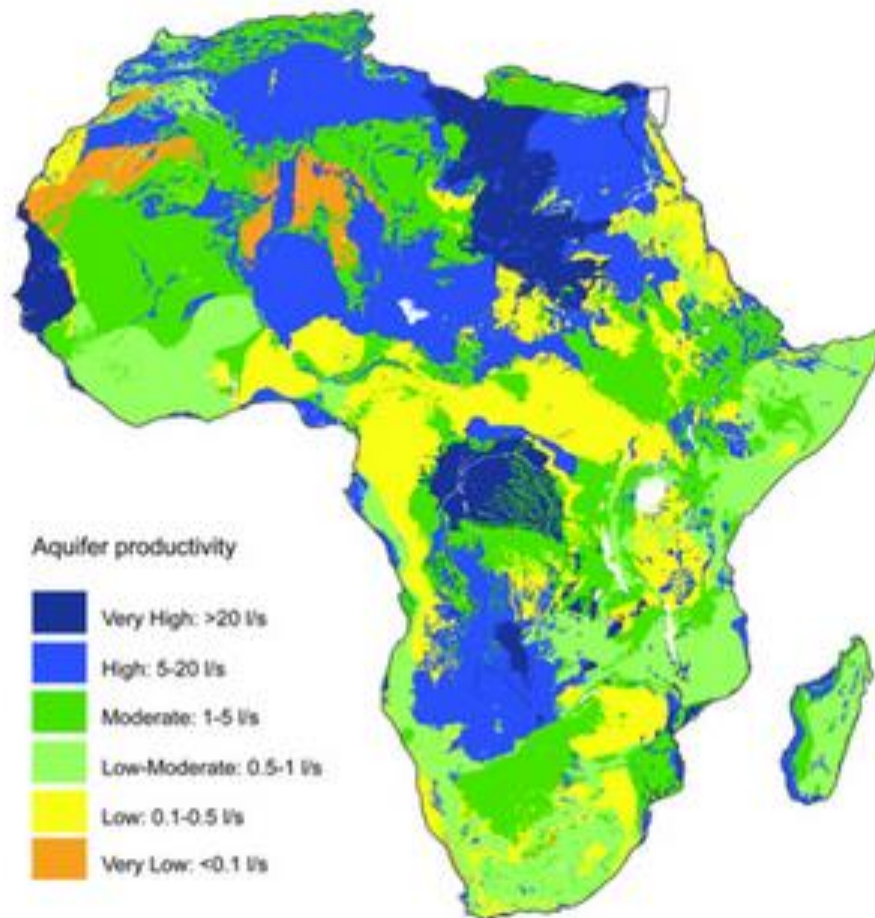 Aquifer productivity
Very High: >20 l/s
High: 5-20 l/s
Moderate: 1-5 l/s
Low-Moderate: 0.5-1 l/s
Low: 0.1-0.5 l/s
Very Low: <0.1 l/s